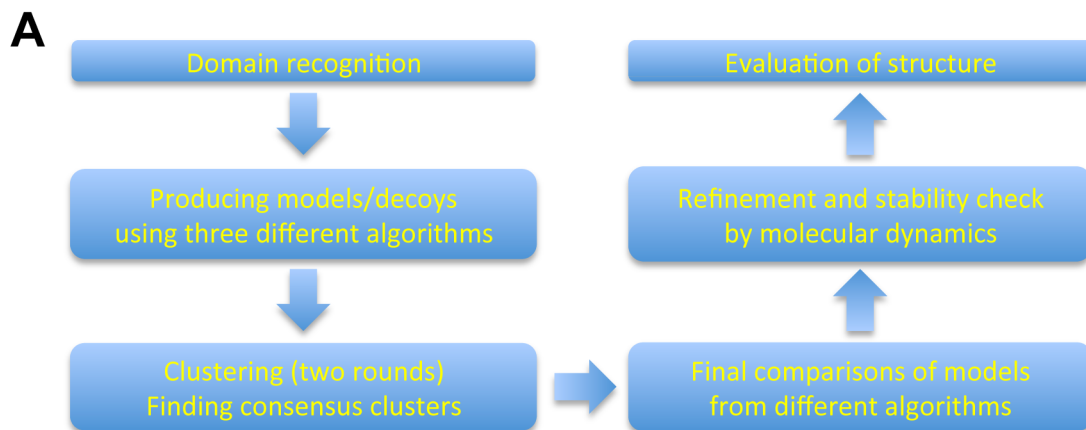 A
Domain recognition
Producing models/decoys
using three different algorithms
Clustering (two rounds)
Finding consensus clusters
Final comparisons of models
from different algorithms
Refinement and stability check
by molecular dynamics
Evaluation of structure